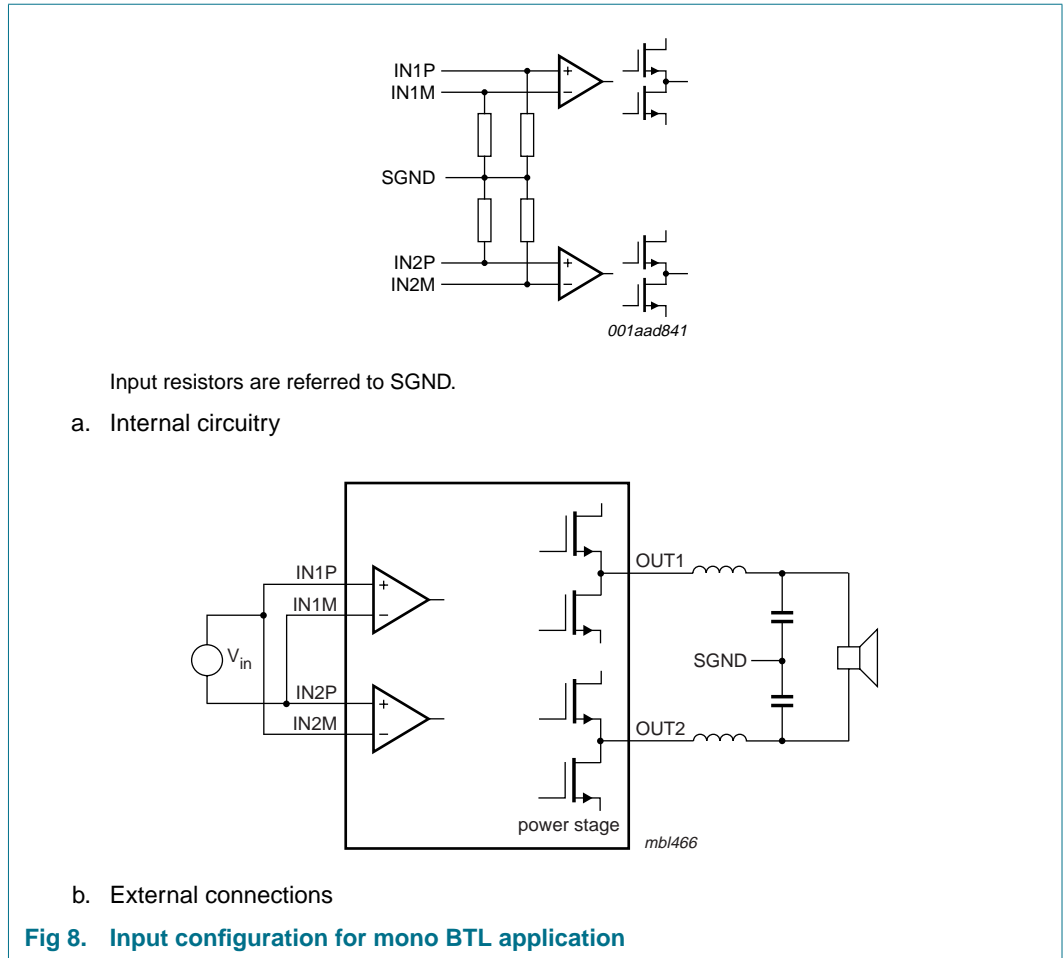 IN1P
IN1M
SGND
IN2P
IN2M
+
−
+
−
001aad841
Input resistors are referred to SGND.
a. Internal circuitry
IN1P
IN1M
IN2P
IN2M
+
−
+
−
Vin
OUT1
SGND
OUT2
power stage
mbl466
b. External connections
Fig 8. Input configuration for mono BTL application